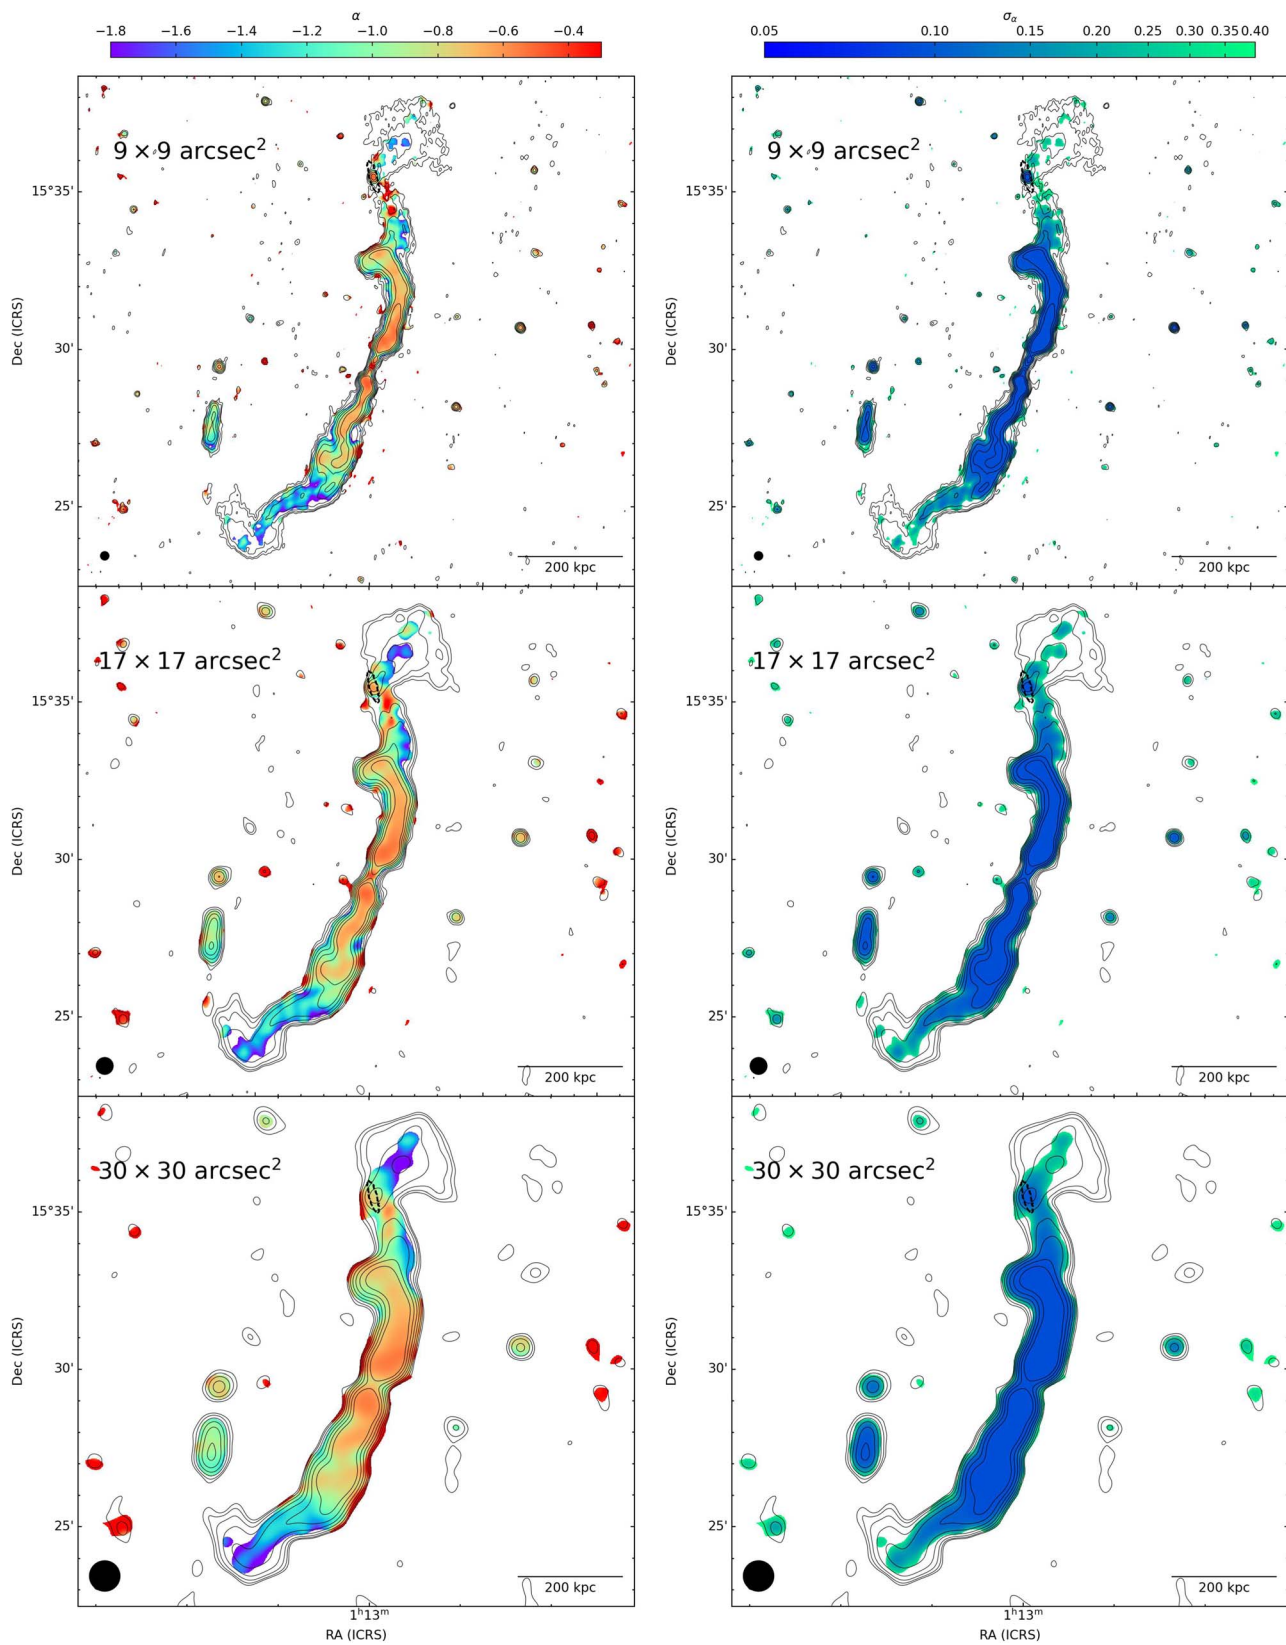 α
σα
−1.8 −1.6 −1.4 −1.2 −1.0 −0.8 −0.6 −0.4
0.05 0.10 0.15 0.20 0.25 0.30 0.35 0.40
9 × 9 arcsec²
9 × 9 arcsec²
15°35'
15°35'
Dec (ICRS)
Dec (ICRS)
30'
30'
25'
25'
200 kpc
200 kpc
17 × 17 arcsec²
17 × 17 arcsec²
15°35'
15°35'
Dec (ICRS)
Dec (ICRS)
30'
30'
25'
25'
200 kpc
200 kpc
30 × 30 arcsec²
30 × 30 arcsec²
15°35'
15°35'
Dec (ICRS)
Dec (ICRS)
30'
30'
25'
25'
200 kpc
200 kpc
1ʰ13ᵐ
1ʰ13ᵐ
RA (ICRS)
RA (ICRS)